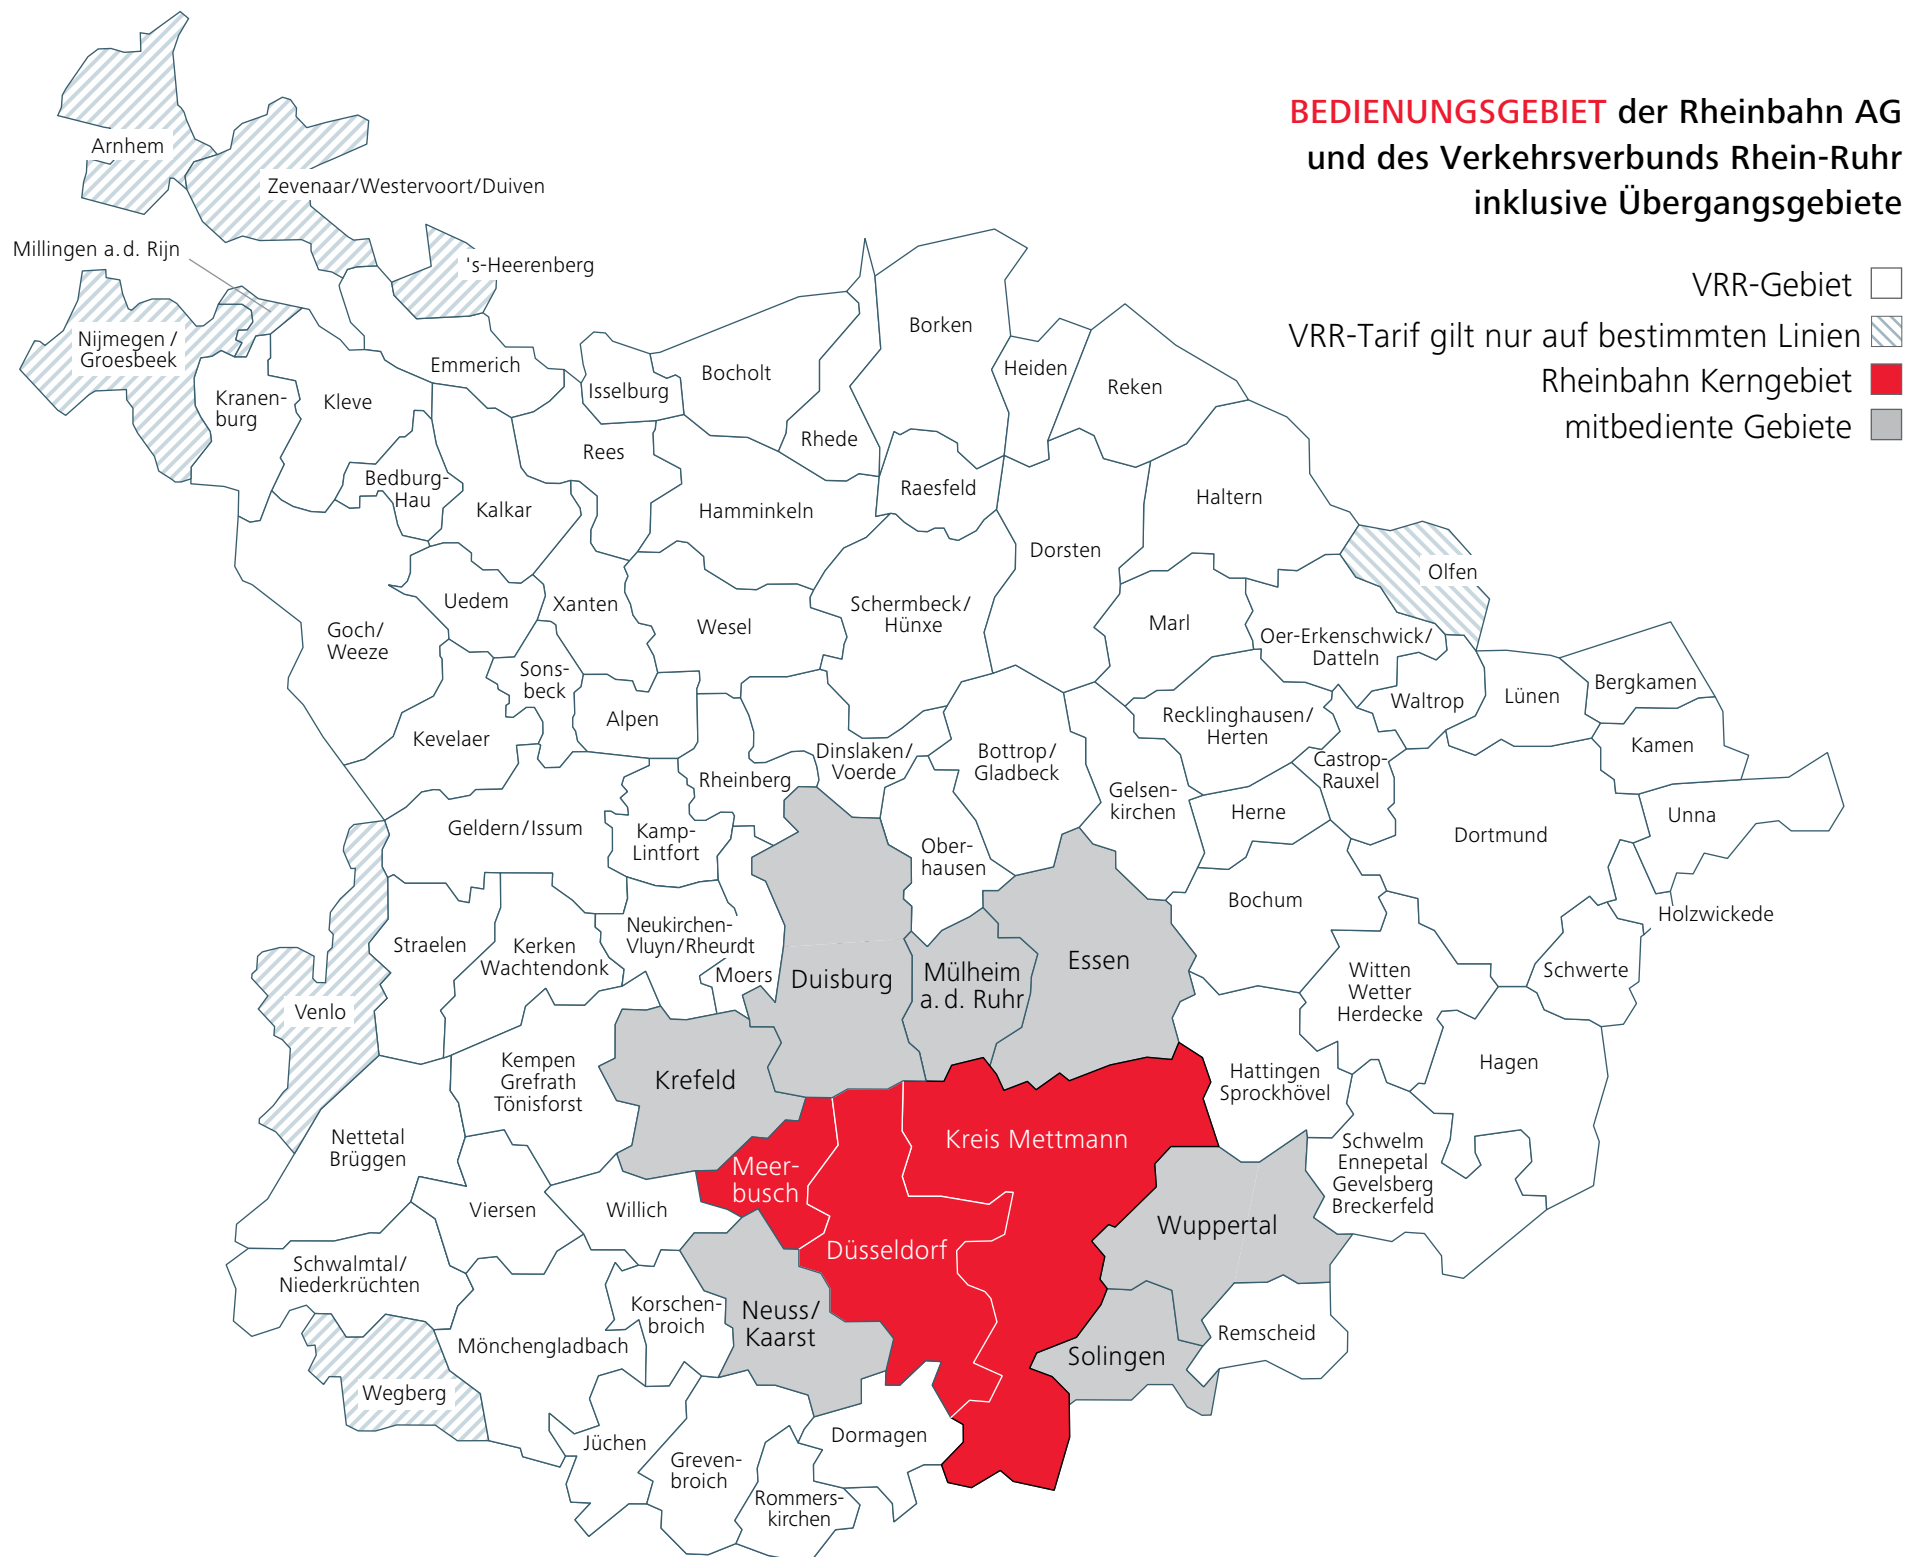 BEDIENUNGSGEBIET der Rheinbahn AG
und des Verkehrsverbunds Rhein-Ruhr
inklusive Übergangsgebiete
VRR-Gebiet
VRR-Tarif gilt nur auf bestimmten Linien
Rheinbahn Kerngebiet
mitbediente Gebiete
Arnhem
Zevenaar/Westervoort/Duiven
Millingen a.d. Rijn
's-Heerenberg
Nijmegen /
Groesbeek
Kranen-
burg
Kleve
Emmerich
Isselburg
Bocholt
Rhede
Borken
Heiden
Reken
Bedburg-
Hau
Kalkar
Rees
Hamminkeln
Raesfeld
Dorsten
Haltern
Olfen
Goch/
Weeze
Uedem
Xanten
Wesel
Schermbeck/
Hünxe
Marl
Oer-Erkenschwick/
Datteln
Sons-
beck
Alpen
Kevelaer
Rheinberg
Dinslaken/
Voerde
Bottrop/
Gladbeck
Gelsen-
kirchen
Recklinghausen/
Herten
Castrop-
Rauxel
Waltrop
Lünen
Bergkamen
Kamen
Unna
Geldern/Issum
Kamp-
Lintfort
Ober-
hausen
Herne
Dortmund
Bochum
Holzwickede
Schwerte
Straelen
Kerken
Wachtendonk
Neukirchen-
Vluyn/Rheurdt
Moers
Duisburg
Mülheim
a.d. Ruhr
Essen
Witten
Wetter
Herdecke
Venlo
Kempen
Grefrath
Tönisforst
Krefeld
Hattingen
Sprockhövel
Hagen
Nettetal
Brüggen
Meer-
busch
Kreis Mettmann
Schwelm
Ennepetal
Gevelsberg
Breckerfeld
Viersen
Willich
Düsseldorf
Wuppertal
Schwalmtal/
Niederkrüchten
Korschen-
broich
Neuss/
Kaarst
Mönchengladbach
Solingen
Remscheid
Wegberg
Jüchen
Greven-
broich
Dormagen
Rommers-
kirchen